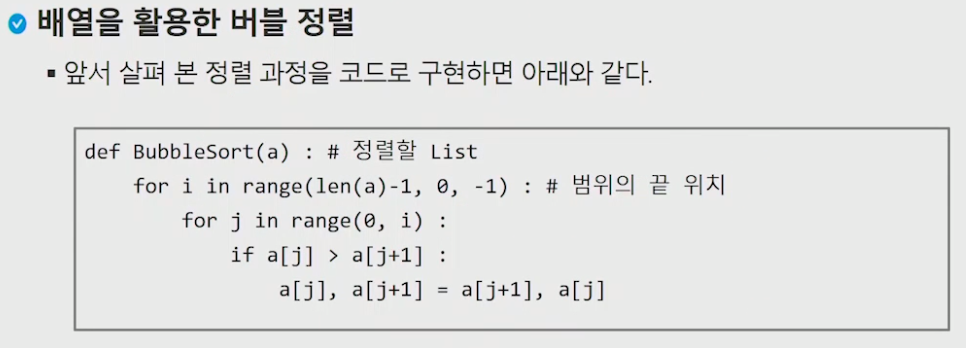 배열을 활용한 버블 정렬
▪ 앞서 살펴 본 정렬 과정을 코드로 구현하면 아래와 같다.
def BubbleSort(a) : # 정렬할 List
    for i in range(len(a)-1, 0, -1) : # 범위의 끝 위치
        for j in range(0, i) :
            if a[j] > a[j+1] :
                a[j], a[j+1] = a[j+1], a[j]